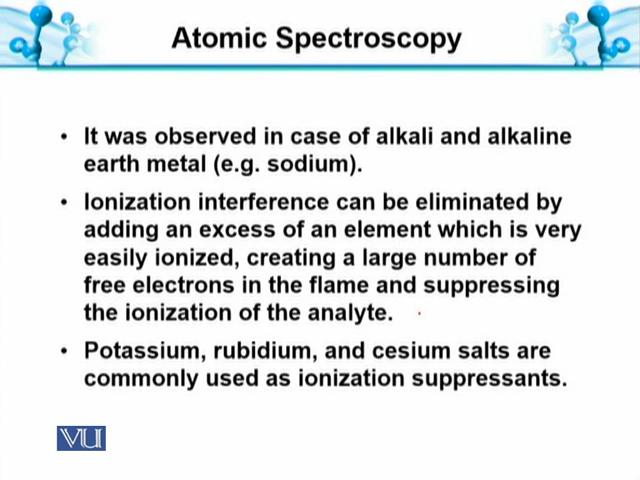 Atomic Spectroscopy
• It was observed in case of alkali and alkaline
earth metal (e.g. sodium).
• Ionization interference can be eliminated by
adding an excess of an element which is very
easily ionized, creating a large number of
free electrons in the flame and suppressing
the ionization of the analyte.
• Potassium, rubidium, and cesium salts are
commonly used as ionization suppressants.
VU